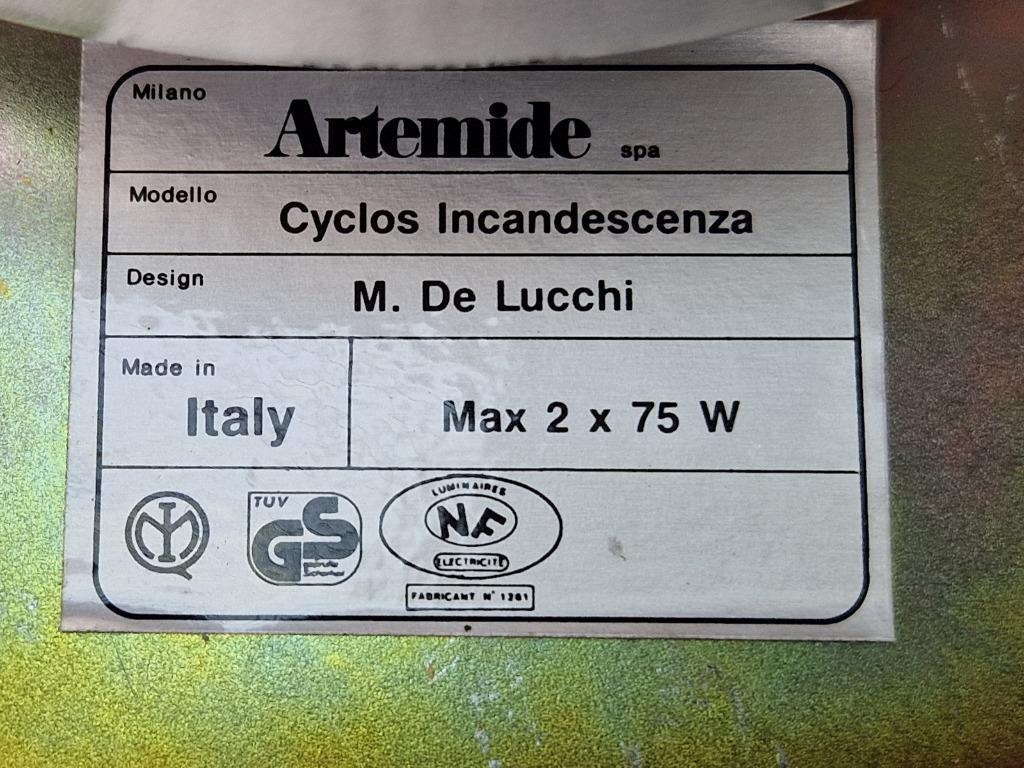 Milano
Artemide spa
Modello
Cyclos Incandescenza
Design
M. De Lucchi
Made in
Italy
Max 2 x 75 W
TUV
GS
LUMINAIRES
NF
ELECTRICITE
FABRICANT N° 1281